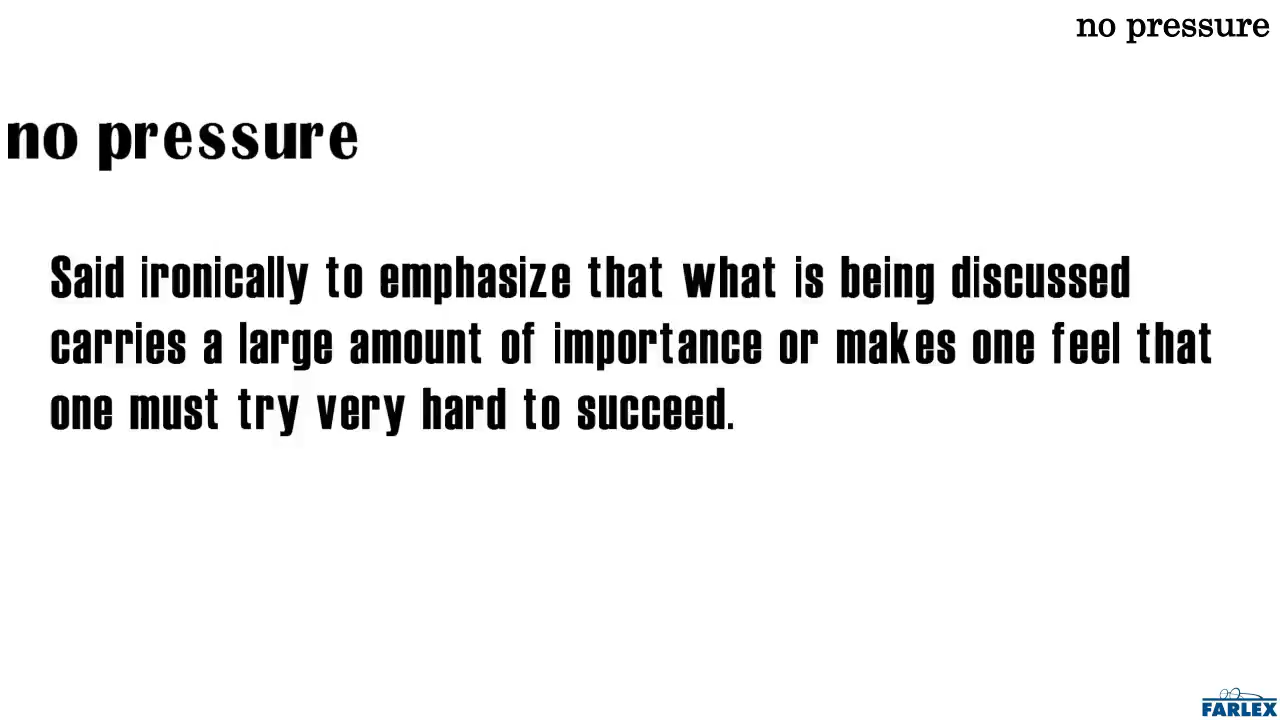 no pressure
no pressure
Said ironically to emphasize that what is being discussed
carries a large amount of importance or makes one feel that
one must try very hard to succeed.
FARLEX